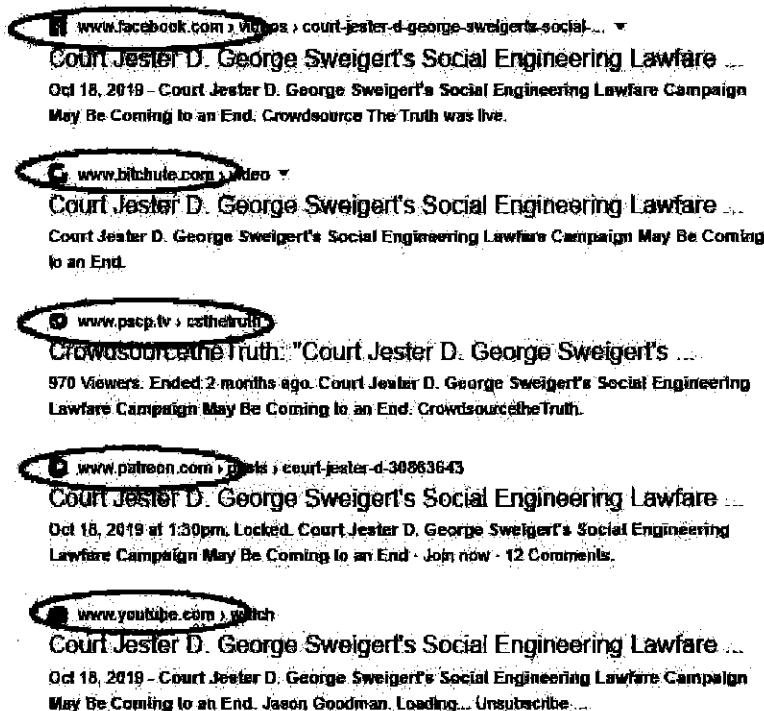 www.facebook.com › videos › court-jester-d-george-sweigerts-social-... ▼
Court Jester D. George Sweigert's Social Engineering Lawfare ...
Oct 18, 2019 - Court Jester D. George Sweigert's Social Engineering Lawfare Campaign
May Be Coming to an End. Crowdsource The Truth was live.
www.bitchute.com › video ▼
Court Jester D. George Sweigert's Social Engineering Lawfare ...
Court Jester D. George Sweigert's Social Engineering Lawfare Campaign May Be Coming
to an End.
www.pscp.tv › csthetruth
CrowdsourcetheTruth: "Court Jester D. George Sweigert's ...
970 Viewers. Ended 2 months ago. Court Jester D. George Sweigert's Social Engineering
Lawfare Campaign May Be Coming to an End. CrowdsourcetheTruth.
www.patreon.com › posts › court-jester-d-30863643
Court Jester D. George Sweigert's Social Engineering Lawfare ...
Oct 18, 2019 at 1:30pm. Locked. Court Jester D. George Sweigert's Social Engineering
Lawfare Campaign May Be Coming to an End · Join now · 12 Comments.
www.youtube.com › watch
Court Jester D. George Sweigert's Social Engineering Lawfare ...
Oct 18, 2019 - Court Jester D. George Sweigert's Social Engineering Lawfare Campaign
May Be Coming to an End. Jason Goodman. Loading... Unsubscribe ...